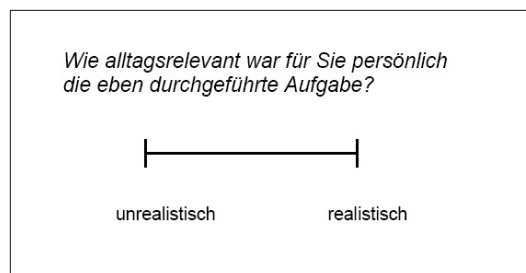 Wie alltagsrelevant war für Sie persönlich
die eben durchgeführte Aufgabe?
unrealistisch realistisch